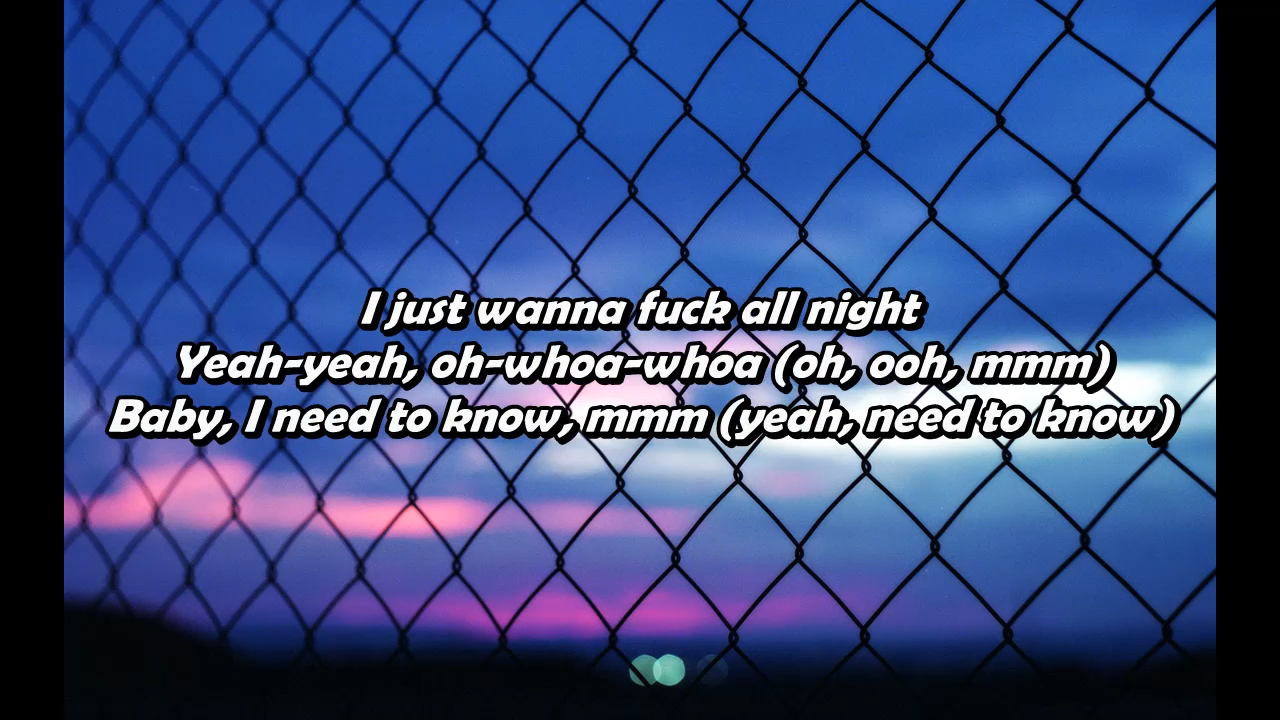 I just wanna fuck all night
Yeah-yeah, oh-whoa-whoa (oh, ooh, mmm)
Baby, I need to know, mmm (yeah, need to know)